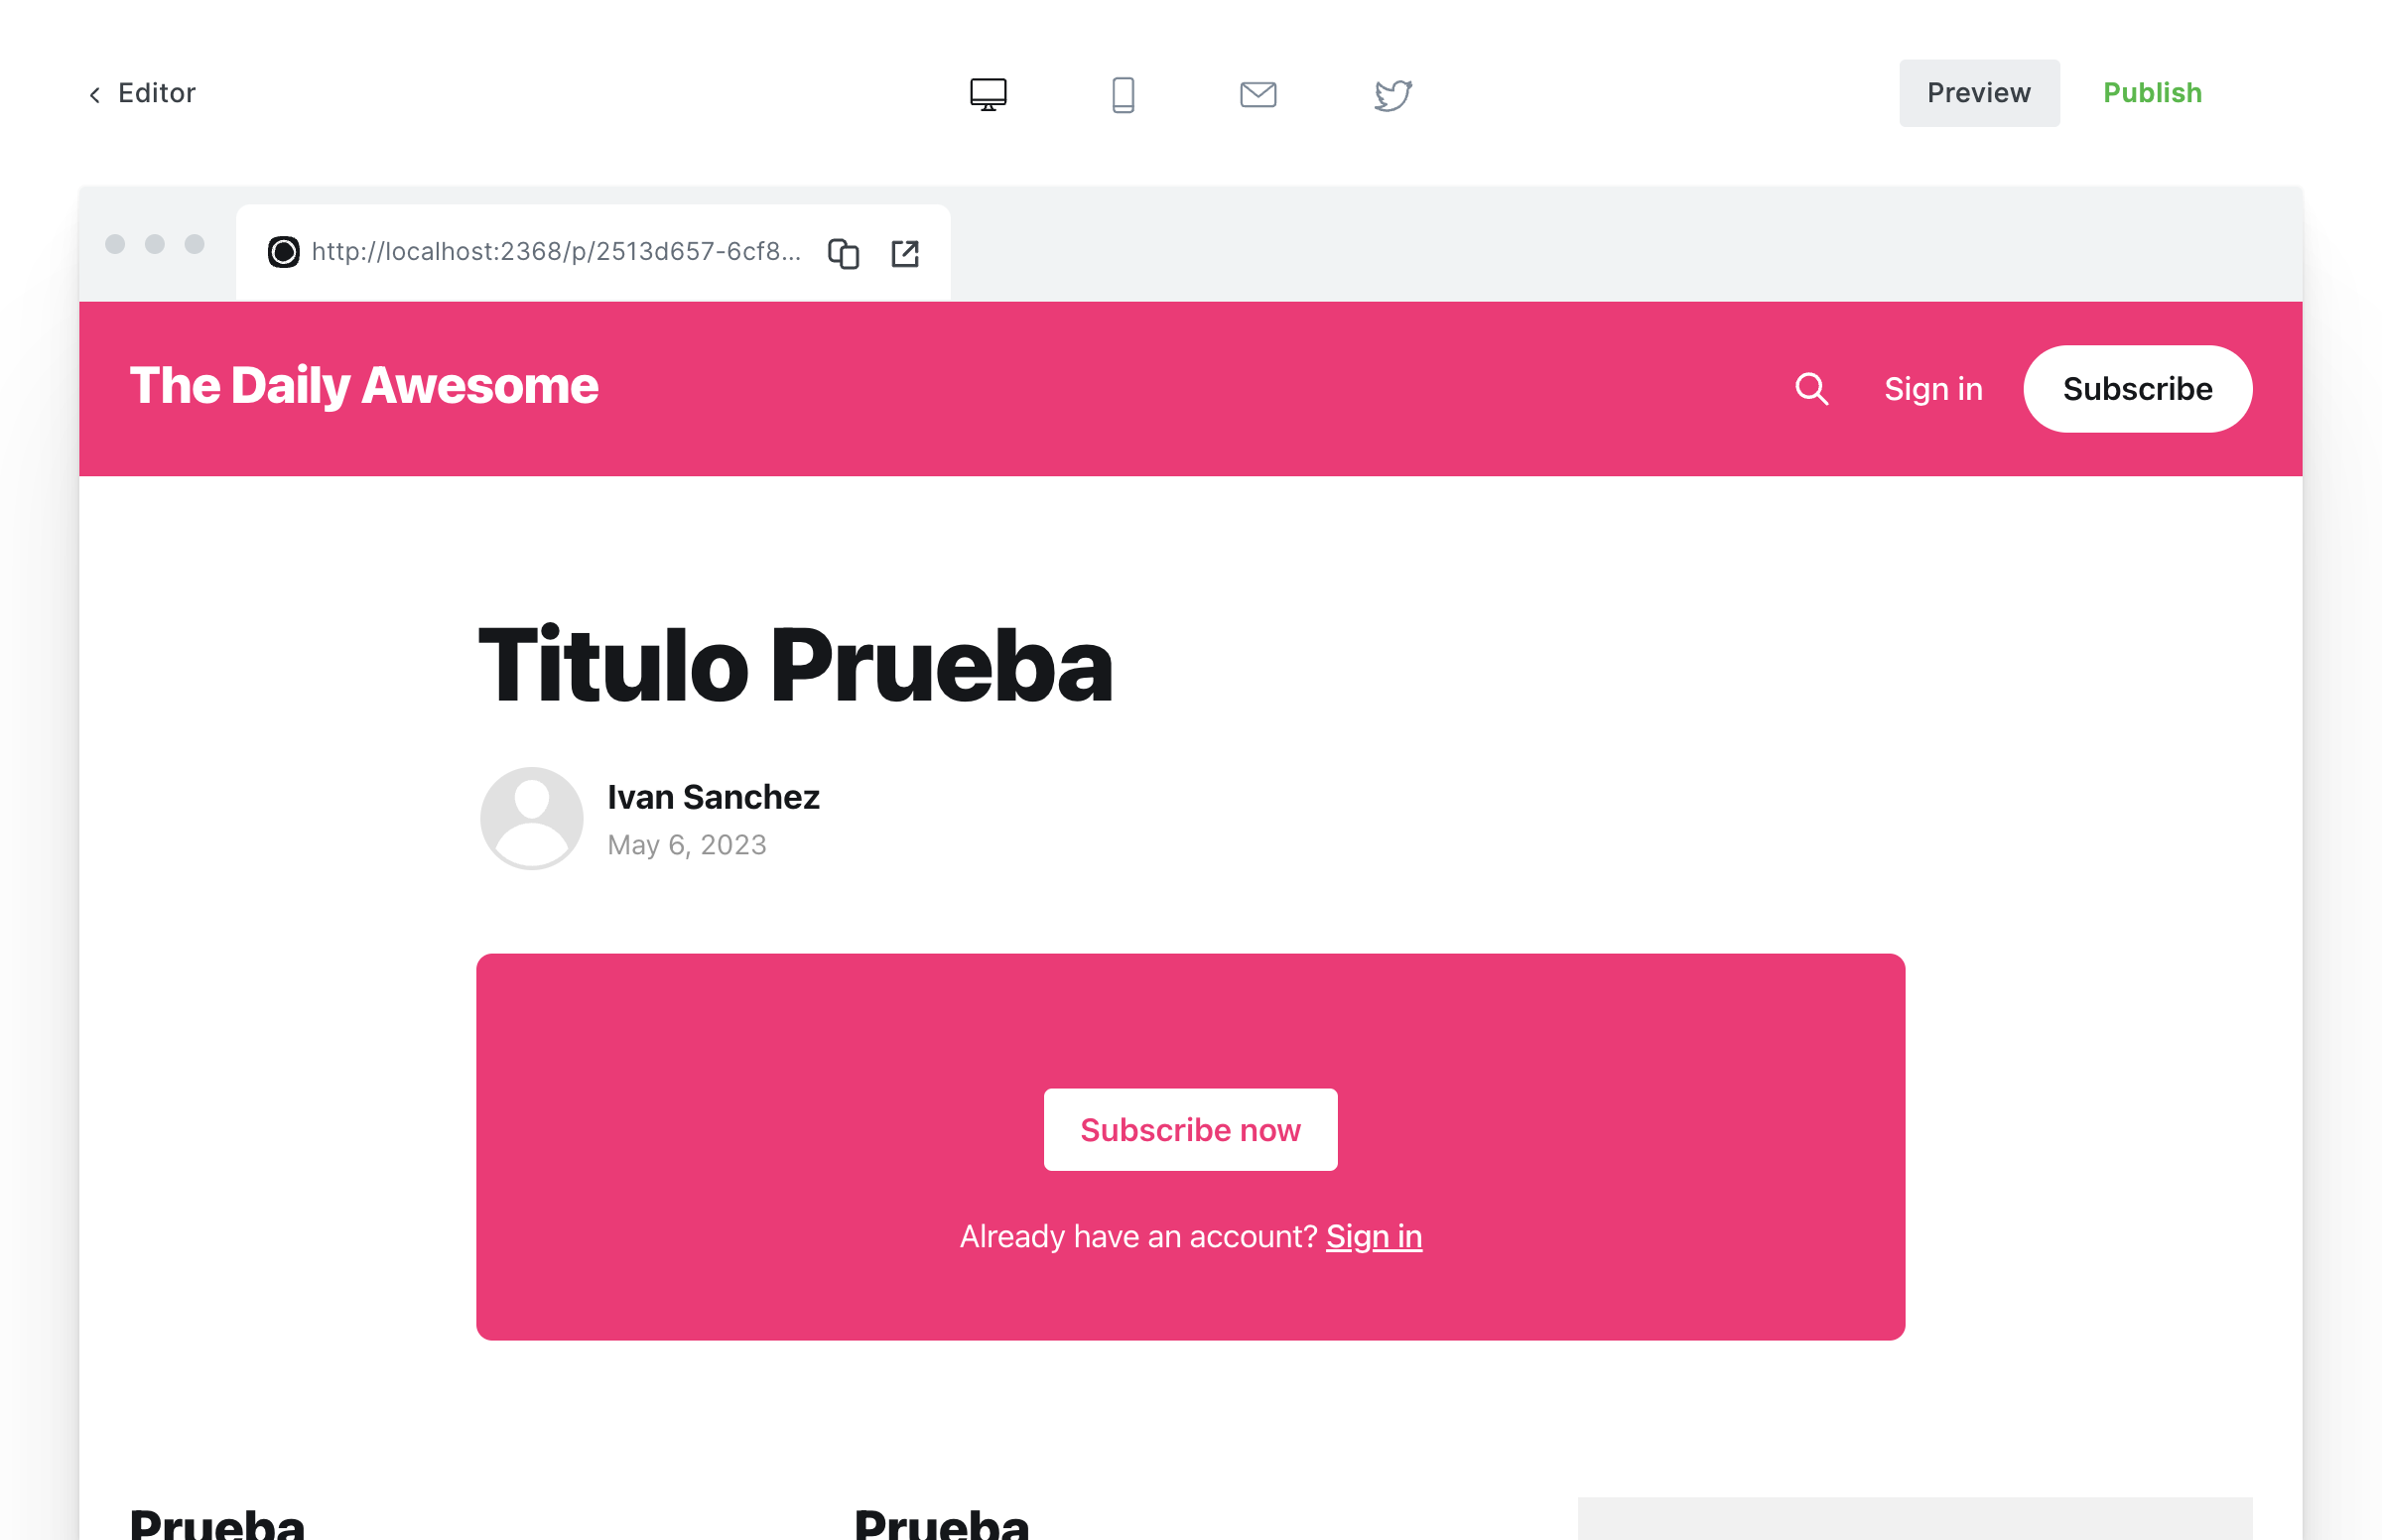 Editor
Preview
Publish
http://localhost:2368/p/2513d657-6cf8...
The Daily Awesome
Sign in
Subscribe
Titulo Prueba
Ivan Sanchez
May 6, 2023
Subscribe now
Already have an account? Sign in
Prueba
Prueba